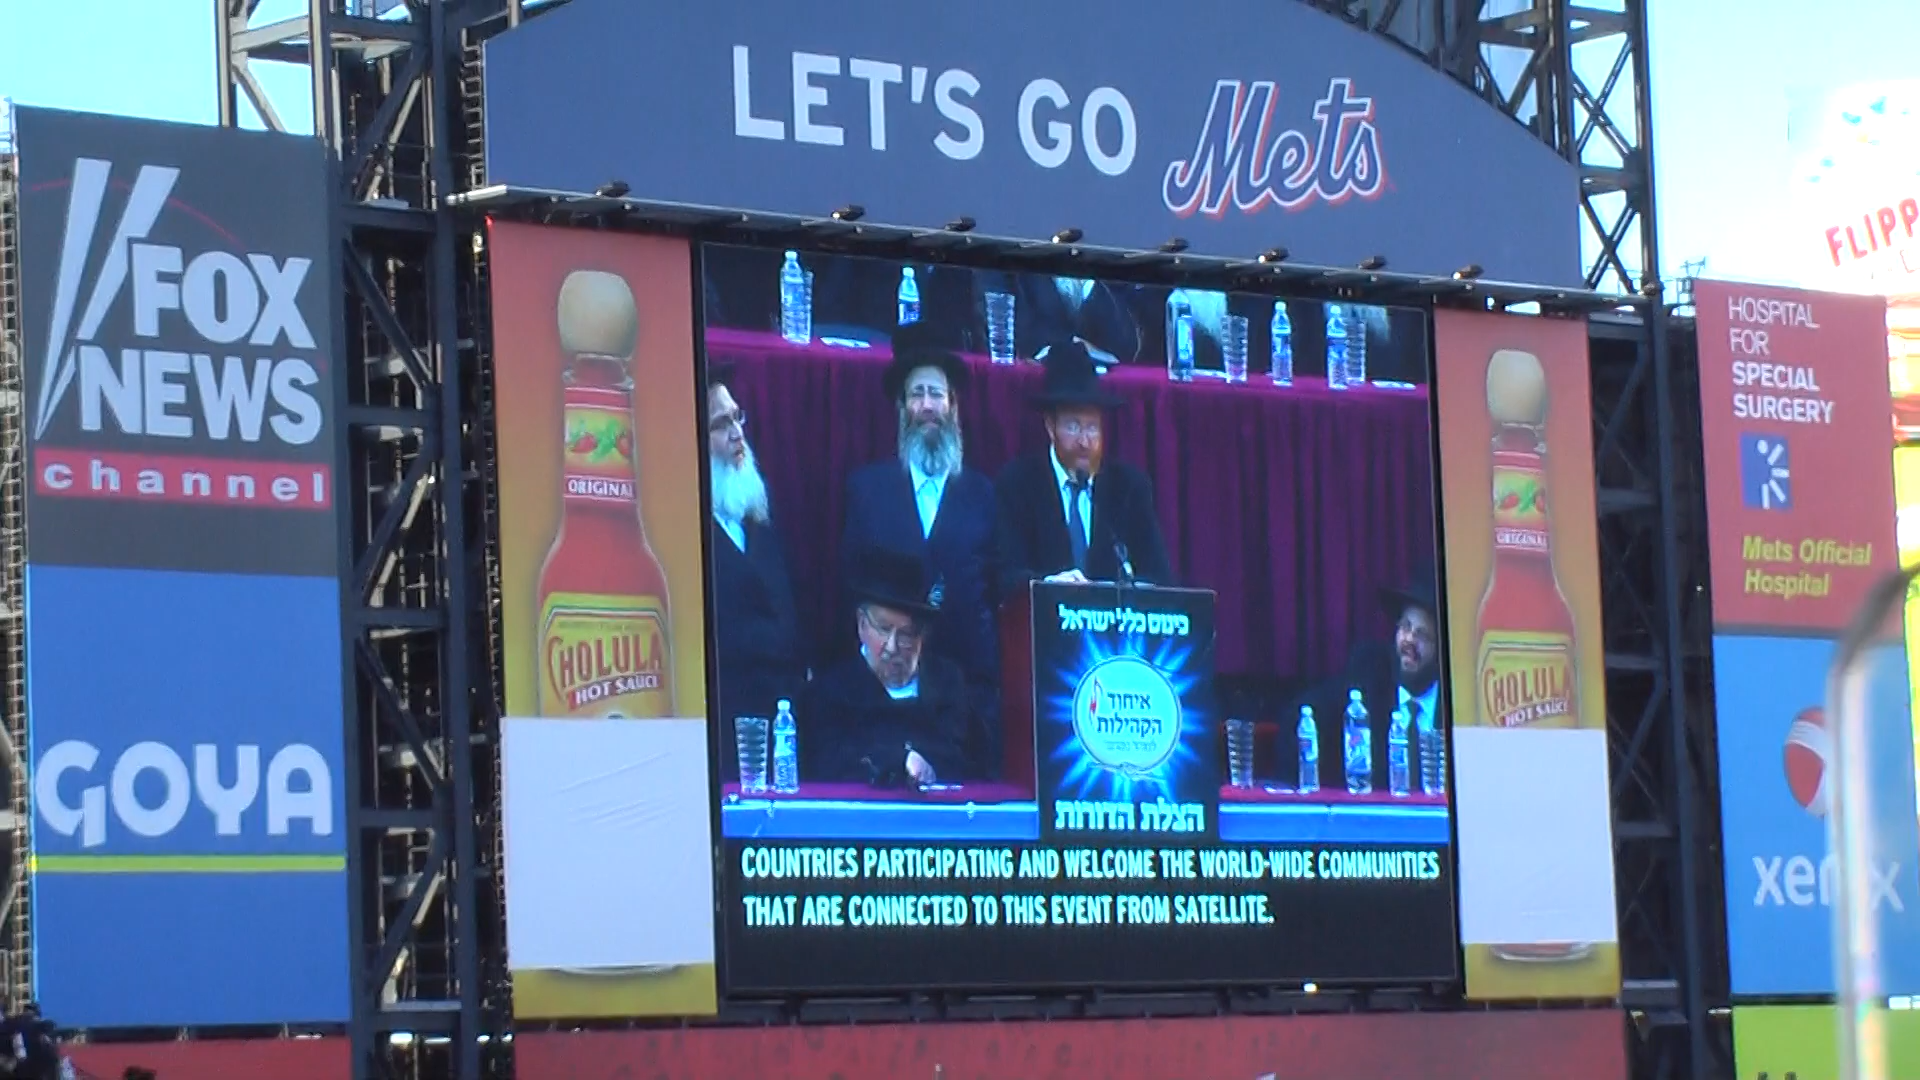 LET'S GO Mets
FOX
NEWS
channel
GOYA
ORIGINAL
CHOLULA
HOT SAUCE
כינוס כלל ישראל
איחוד
הקהילות
הצלת הדורות
COUNTRIES PARTICIPATING AND WELCOME THE WORLD-WIDE COMMUNITIES
THAT ARE CONNECTED TO THIS EVENT FROM SATELLITE.
ORIGINAL
CHOLULA
HOT SAUCE
HOSPITAL
FOR
SPECIAL
SURGERY
Mets Official
Hospital
xerox